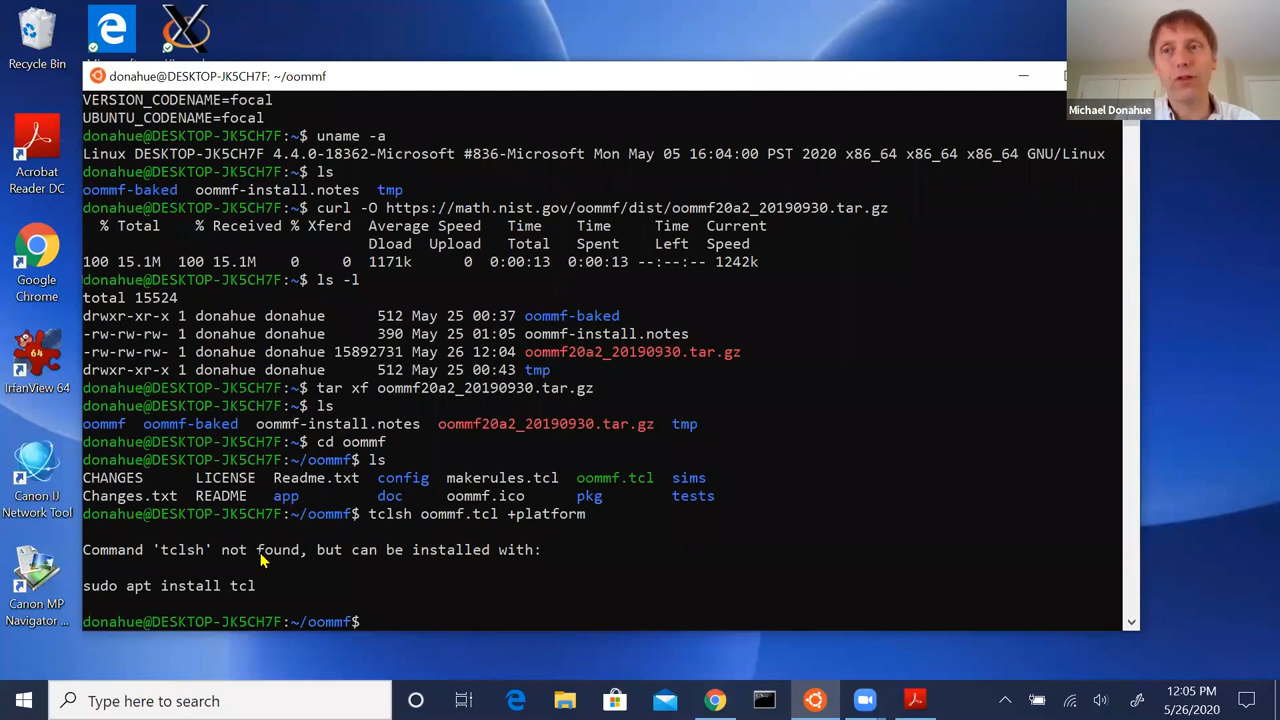 Recycle Bin
Acrobat
Reader DC
Google
Chrome
64
IrfanView 64
Canon IJ
Network Tool
Canon MP
Navigator ...
donahue@DESKTOP-JK5CH7F: ~/oommf
VERSION_CODENAME=focal
UBUNTU_CODENAME=focal
donahue@DESKTOP-JK5CH7F:~$ uname -a
Linux DESKTOP-JK5CH7F 4.4.0-18362-Microsoft #836-Microsoft Mon May 05 16:04:00 PST 2020 x86_64 x86_64 x86_64 GNU/Linux
donahue@DESKTOP-JK5CH7F:~$ ls
oommf-baked oommf-install.notes tmp
donahue@DESKTOP-JK5CH7F:~$ curl -O https://math.nist.gov/oommf/dist/oommf20a2_20190930.tar.gz
% Total % Received % Xferd Average Speed Time Time Time Current
Dload Upload Total Spent Left Speed
100 15.1M 100 15.1M 0 0 1171k 0 0:00:13 0:00:13 --:--:-- 1242k
donahue@DESKTOP-JK5CH7F:~$ ls -l
total 15524
drwxr-xr-x 1 donahue donahue 512 May 25 00:37 oommf-baked
-rw-rw-rw- 1 donahue donahue 390 May 25 01:05 oommf-install.notes
-rw-rw-rw- 1 donahue donahue 15892731 May 26 12:04 oommf20a2_20190930.tar.gz
drwxr-xr-x 1 donahue donahue 512 May 25 00:43 tmp
donahue@DESKTOP-JK5CH7F:~$ tar xf oommf20a2_20190930.tar.gz
donahue@DESKTOP-JK5CH7F:~$ ls
oommf oommf-baked oommf-install.notes oommf20a2_20190930.tar.gz tmp
donahue@DESKTOP-JK5CH7F:~$ cd oommf
donahue@DESKTOP-JK5CH7F:~/oommf$ ls
CHANGES LICENSE Readme.txt config makerules.tcl oommf.tcl sims
Changes.txt README app doc oommf.ico pkg tests
donahue@DESKTOP-JK5CH7F:~/oommf$ tclsh oommf.tcl +platform
Command 'tclsh' not found, but can be installed with:
sudo apt install tcl
donahue@DESKTOP-JK5CH7F:~/oommf$
Michael Donahue
Type here to search
12:05 PM
5/26/2020